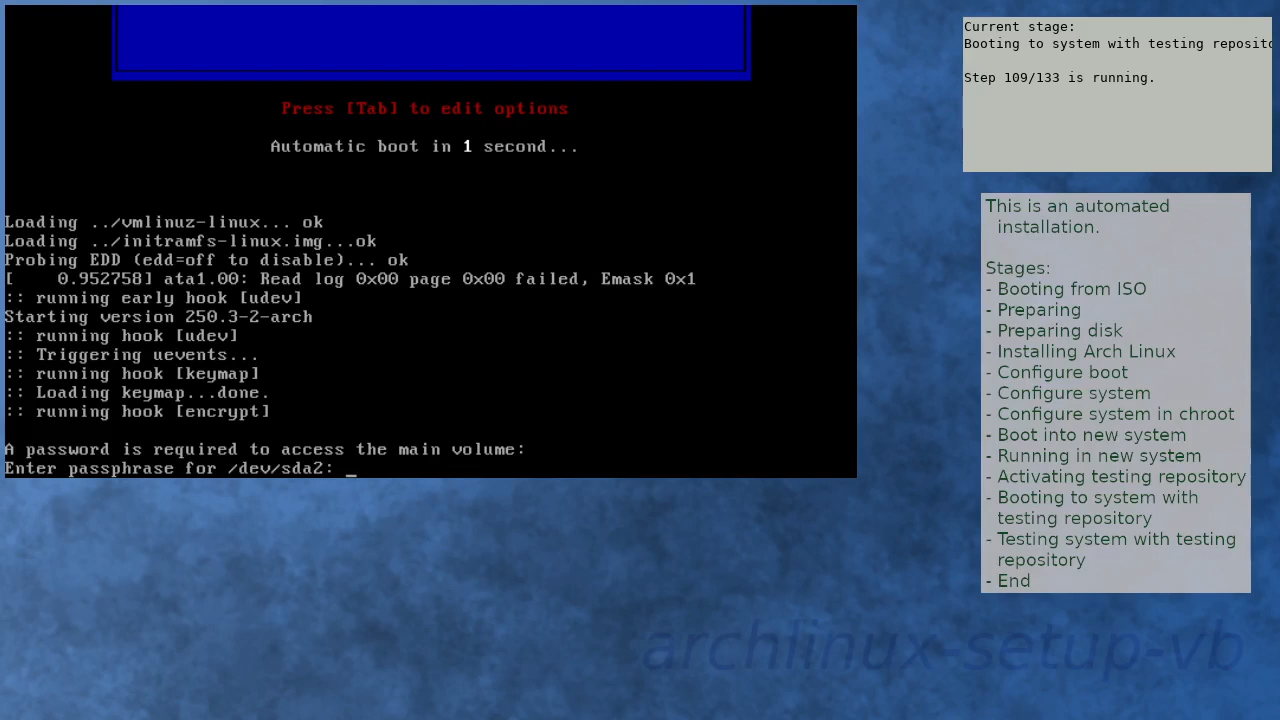 Press [Tab] to edit options
Automatic boot in 1 second...
Loading ../vmlinuz-linux... ok
Loading ../initramfs-linux.img...ok
Probing EDD (edd=off to disable)... ok
[    0.952758] ata1.00: Read log 0x00 page 0x00 failed, Emask 0x1
:: running early hook [udev]
Starting version 250.3-2-arch
:: running hook [udev]
:: Triggering uevents...
:: running hook [keymap]
:: Loading keymap...done.
:: running hook [encrypt]
A password is required to access the main volume:
Enter passphrase for /dev/sda2: _
Current stage:
Booting to system with testing reposito
Step 109/133 is running.
This is an automated
installation.
Stages:
- Booting from ISO
- Preparing
- Preparing disk
- Installing Arch Linux
- Configure boot
- Configure system
- Configure system in chroot
- Boot into new system
- Running in new system
- Activating testing repository
- Booting to system with
testing repository
- Testing system with testing
repository
- End
archlinux-setup-vb